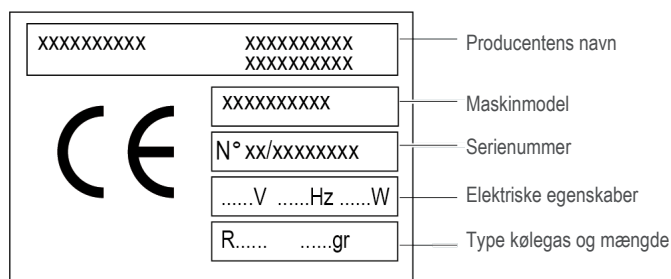 xxxxxxxxxx xxxxxxxxxx Producentens navn
xxxxxxxxxx
CE
xxxxxxxxxx Maskinmodel
N° xx/xxxxxxxx Serienummer
......V ......Hz ......W Elektriske egenskaber
R...... ......gr Type kølegas og mængde